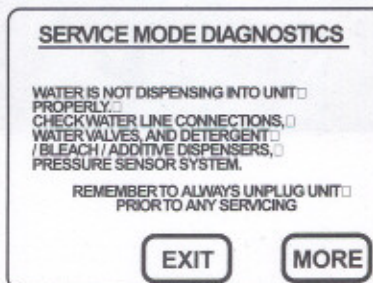 SERVICE MODE DIAGNOSTICS
WATER IS NOT DISPENSING INTO UNIT□
PROPERLY.□
CHECK WATER LINE CONNECTIONS,□
WATER VALVES, AND DETERGENT□
/ BLEACH / ADDITIVE DISPENSERS,□
PRESSURE SENSOR SYSTEM.
REMEMBER TO ALWAYS UNPLUG UNIT□
PRIOR TO ANY SERVICING
EXIT MORE